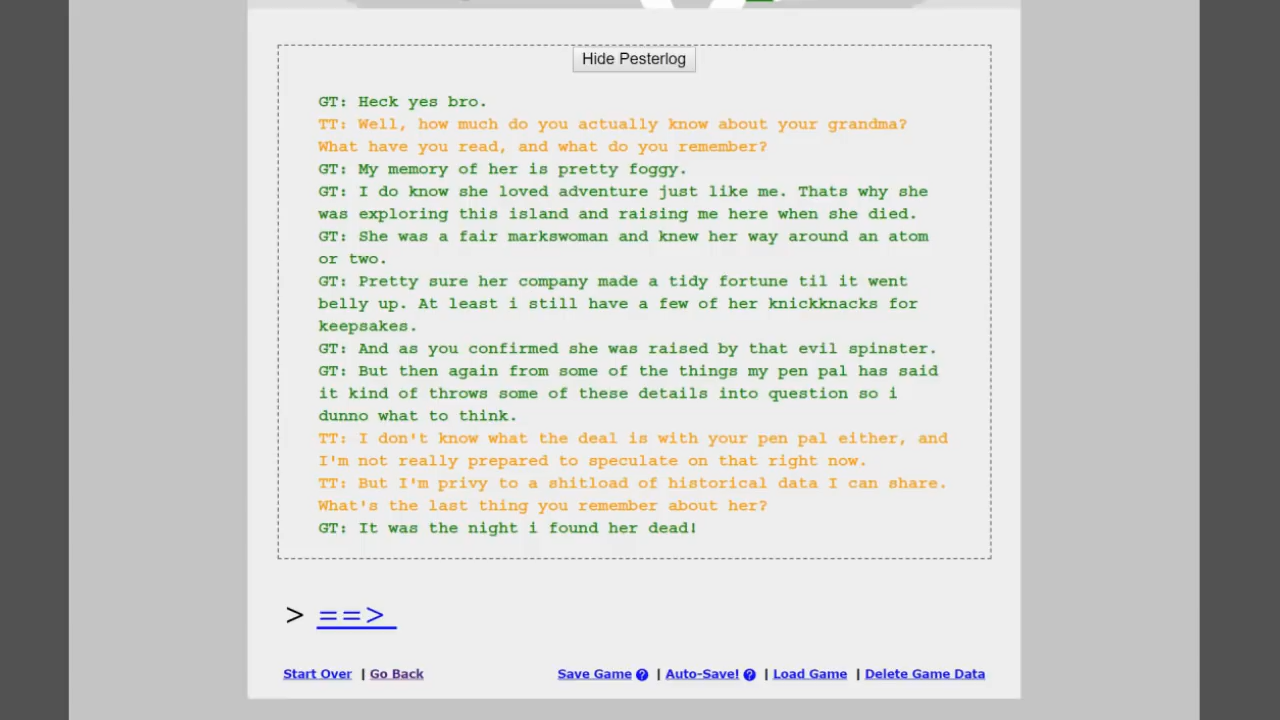 Hide Pesterlog
GT: Heck yes bro.
TT: Well, how much do you actually know about your grandma?
What have you read, and what do you remember?
GT: My memory of her is pretty foggy.
GT: I do know she loved adventure just like me. Thats why she
was exploring this island and raising me here when she died.
GT: She was a fair markswoman and knew her way around an atom
or two.
GT: Pretty sure her company made a tidy fortune til it went
belly up. At least i still have a few of her knickknacks for
keepsakes.
GT: And as you confirmed she was raised by that evil spinster.
GT: But then again from some of the things my pen pal has said
it kind of throws some of these details into question so i
dunno what to think.
TT: I don't know what the deal is with your pen pal either, and
I'm not really prepared to speculate on that right now.
TT: But I'm privy to a shitload of historical data I can share.
What's the last thing you remember about her?
GT: It was the night i found her dead!
> ==>
Start Over | Go Back Save Game ? | Auto-Save! ? | Load Game | Delete Game Data